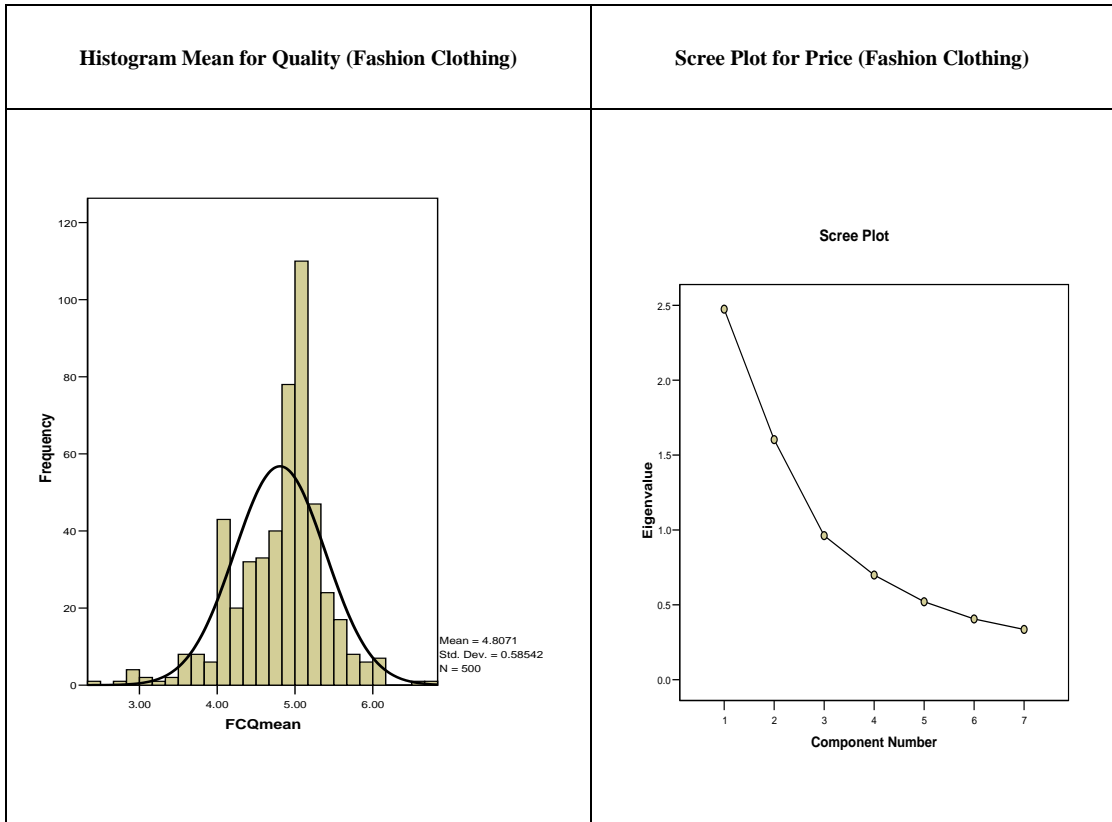 Histogram Mean for Quality (Fashion Clothing)
Scree Plot for Price (Fashion Clothing)
120
100
80
60
40
20
0
Frequency
3.00 4.00 5.00 6.00
FCQmean
Mean = 4.8071
Std. Dev. = 0.58542
N = 500
Scree Plot
2.5
2.0
1.5
1.0
0.5
0.0
Eigenvalue
1 2 3 4 5 6 7
Component Number